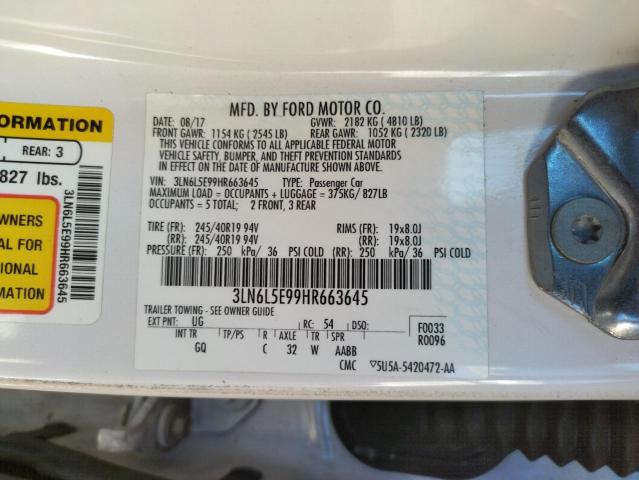 ORMATION
REAR: 3
827 lbs.
WNERS
AL FOR
IONAL
MATION
3LN6L5E99HR663645
MFD. BY FORD MOTOR CO.
DATE: 08/17 GVWR: 2182 KG ( 4810 LB)
FRONT GAWR: 1154 KG ( 2545 LB) REAR GAWR: 1052 KG ( 2320 LB)
THIS VEHICLE CONFORMS TO ALL APPLICABLE FEDERAL MOTOR
VEHICLE SAFETY, BUMPER, AND THEFT PREVENTION STANDARDS
IN EFFECT ON THE DATE OF MANUFACTURE SHOWN ABOVE.
VIN: 3LN6L5E99HR663645 TYPE: Passenger Car
MAXIMUM LOAD = OCCUPANTS + LUGGAGE = 375KG/ 827LB
OCCUPANTS = 5 TOTAL; 2 FRONT, 3 REAR
TIRE (FR): 245/40R19 94V RIMS (FR): 19x8.0J
(RR): 245/40R19 94V (RR): 19x8.0J
PRESSURE (FR): 250 kPa/ 36 PSI COLD (RR): 250 kPa/ 36 PSI COLD
3LN6L5E99HR663645
TRAILER TOWING - SEE OWNER GUIDE
EXT PNT: UG RC: 54 DSO: F0033
R0096
INT TR TP/PS R AXLE TR SPR
GQ C 32 W AABB
CMC ▽5U5A-5420472-AA